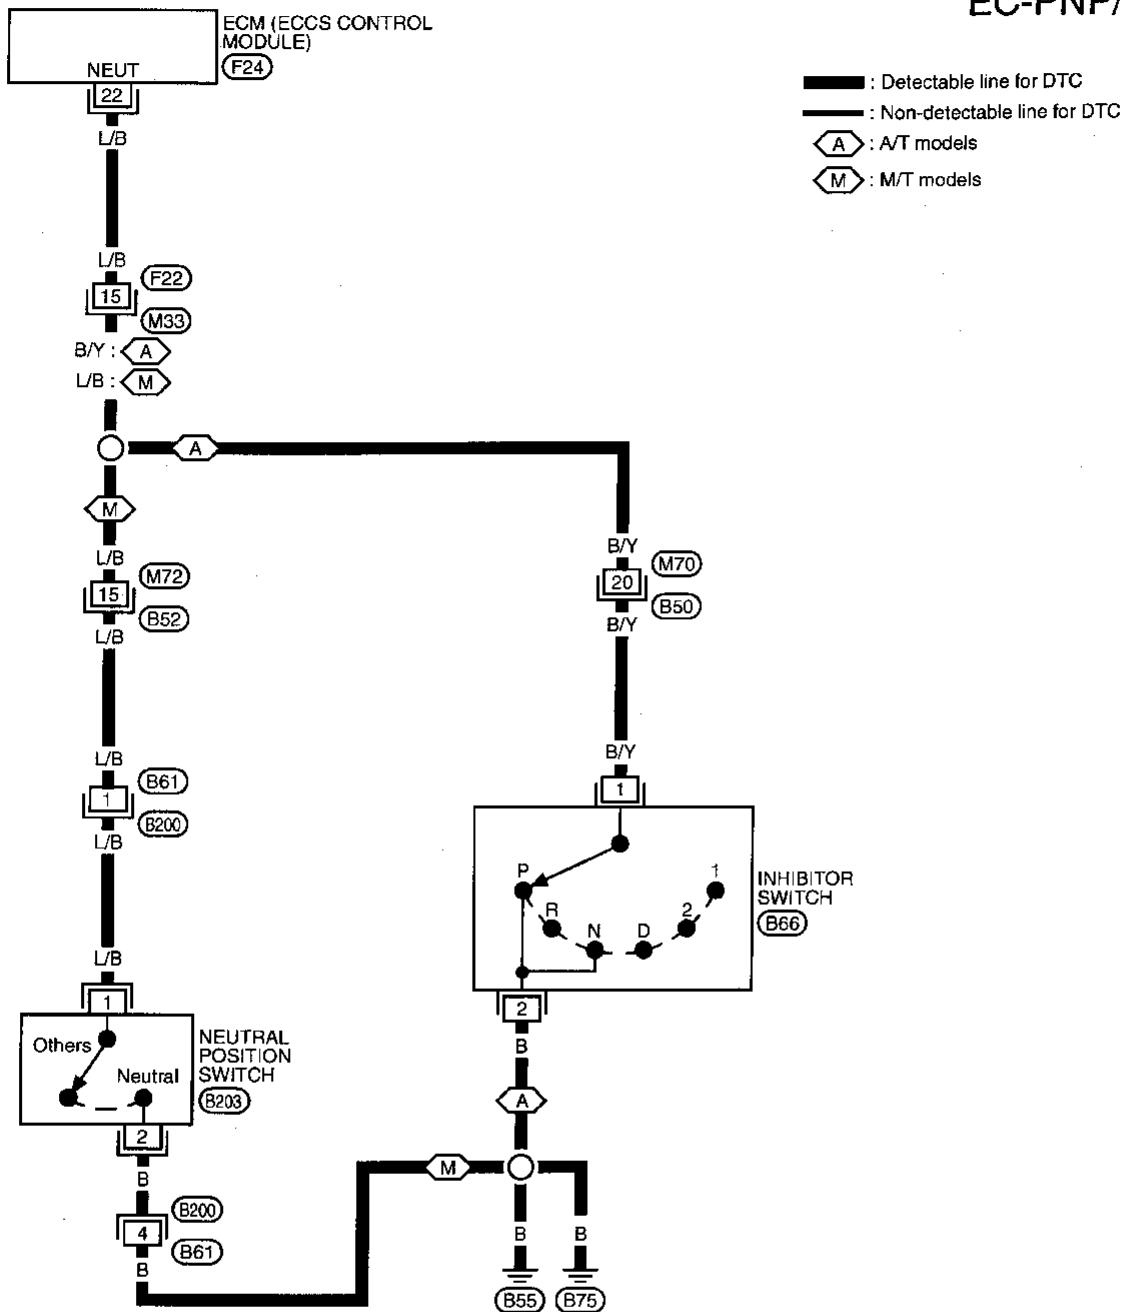 EC-PNP/
ECM (ECCS CONTROL
MODULE)
F24
NEUT
22
L/B
: Detectable line for DTC
: Non-detectable line for DTC
A : A/T models
M : M/T models
L/B
F22
15
M33
B/Y : A
L/B : M
A
M
L/B
M72
15
B52
L/B
B/Y
M70
20
B50
B/Y
L/B
B61
1
B200
L/B
B/Y
1
P
R
N
D
2
1
INHIBITOR
SWITCH
B66
L/B
1
Others
Neutral
NEUTRAL
POSITION
SWITCH
B203
2
B
B200
4
B61
B
2
B
A
M
B
B
B55
B75